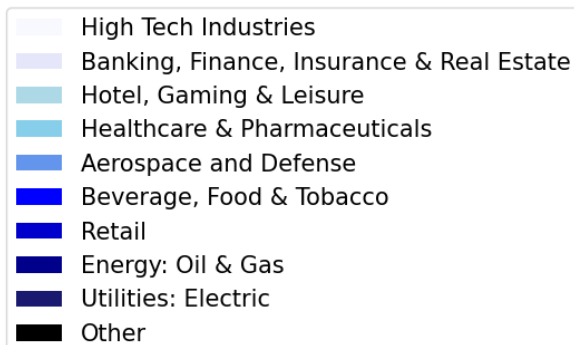 High Tech Industries
Banking, Finance, Insurance & Real Estate
Hotel, Gaming & Leisure
Healthcare & Pharmaceuticals
Aerospace and Defense
Beverage, Food & Tobacco
Retail
Energy: Oil & Gas
Utilities: Electric
Other